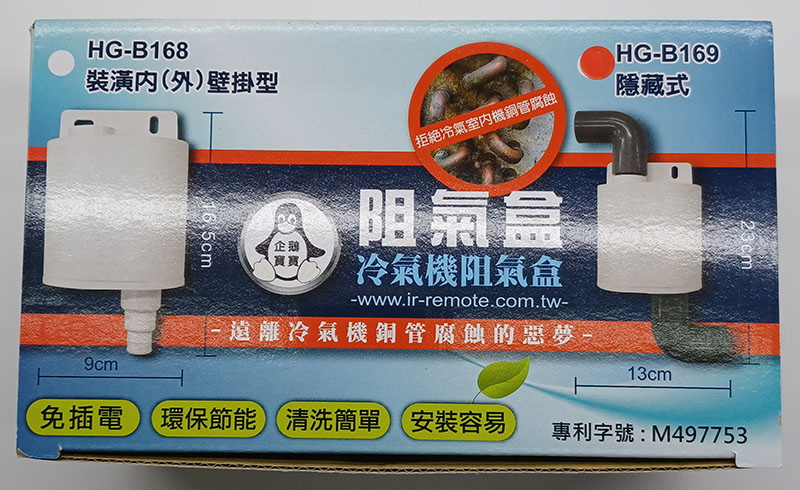 HG-B168
裝潢內(外)壁掛型
HG-B169
隱藏式
拒絕冷氣室內機銅管腐蝕
16.5cm
23cm
企鵝
寶寶
阻氣盒
冷氣機阻氣盒
-www.ir-remote.com.tw-
-遠離冷氣機銅管腐蝕的惡夢-
9cm
13cm
免插電
環保節能
清洗簡單
安裝容易
專利字號:M497753